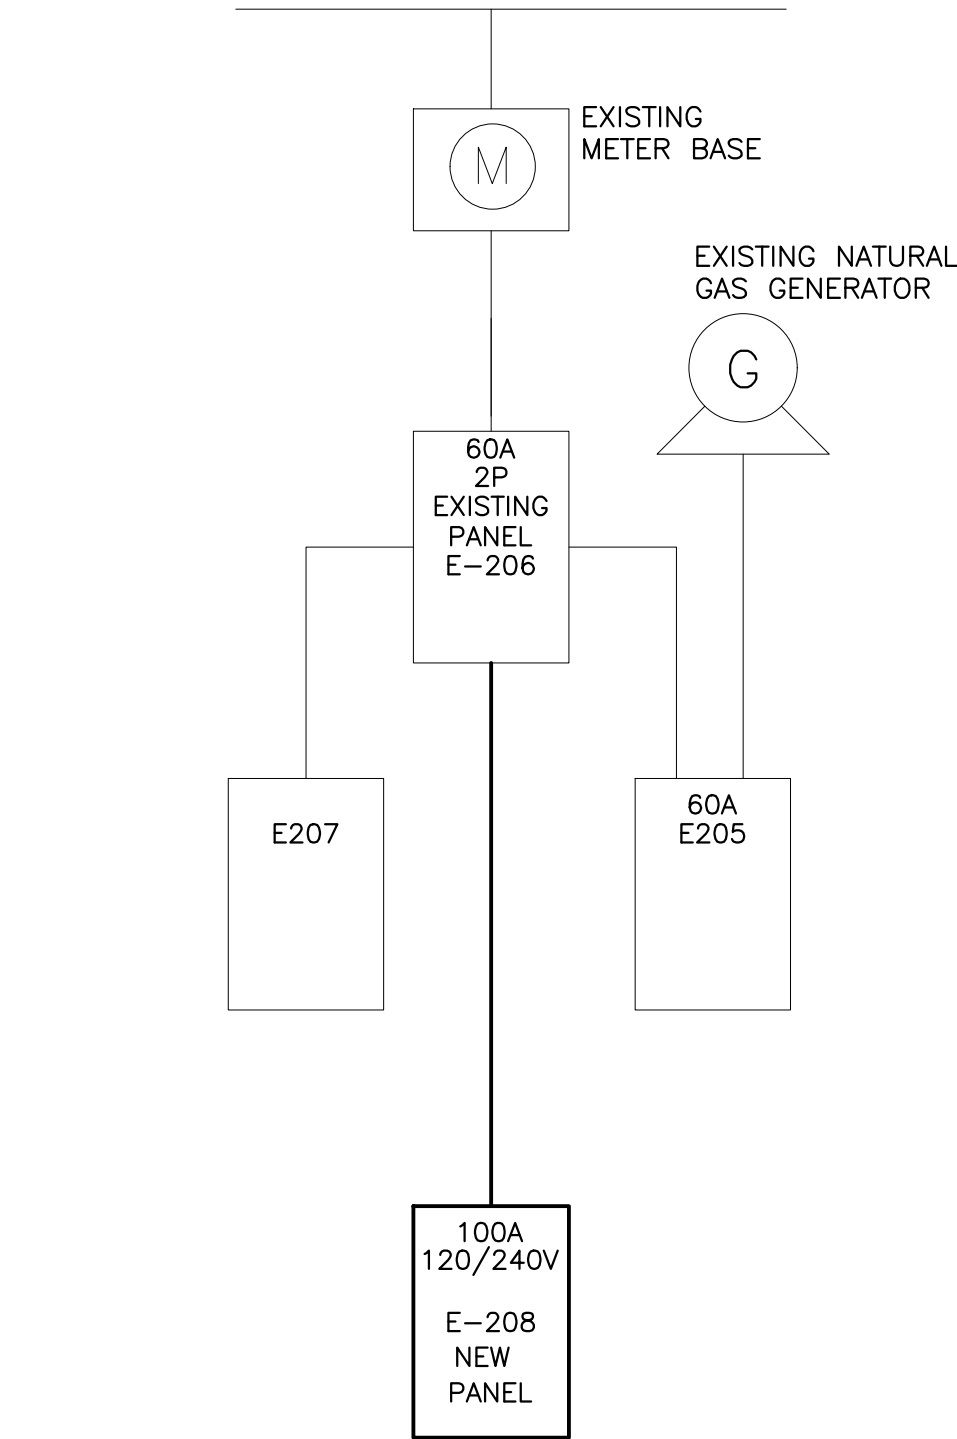 EXISTING
METER BASE
M
EXISTING NATURAL
GAS GENERATOR
G
60A
2P
EXISTING
PANEL
E-206
E207
60A
E205
100A
120/240V
E-208
NEW
PANEL